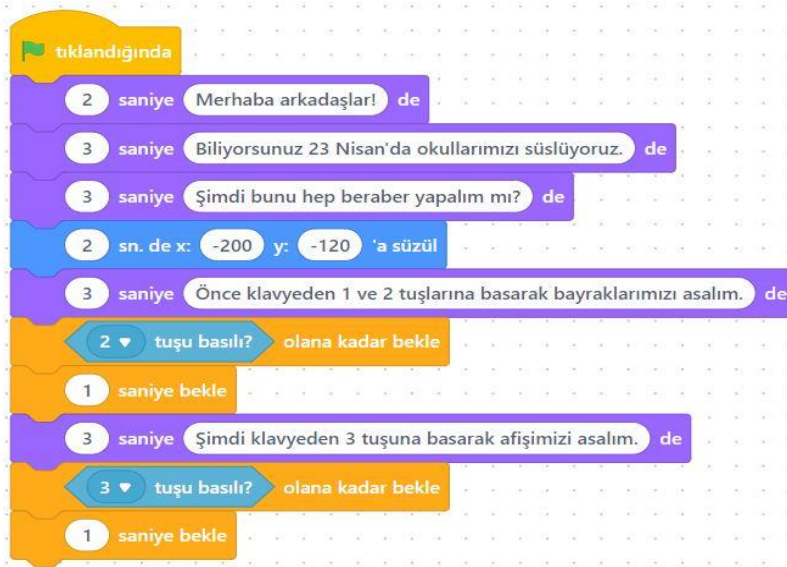 tıklandığında
2 saniye Merhaba arkadaşlar! de
3 saniye Biliyorsunuz 23 Nisan'da okullarımızı süslüyoruz. de
3 saniye Şimdi bunu hep beraber yapalım mı? de
2 sn. de x: -200 y: -120 'a süzül
3 saniye Önce klavyeden 1 ve 2 tuşlarına basarak bayraklarımızı asalım. de
2 tuşu basılı? olana kadar bekle
1 saniye bekle
3 saniye Şimdi klavyeden 3 tuşuna basarak afişimizi asalım. de
3 tuşu basılı? olana kadar bekle
1 saniye bekle